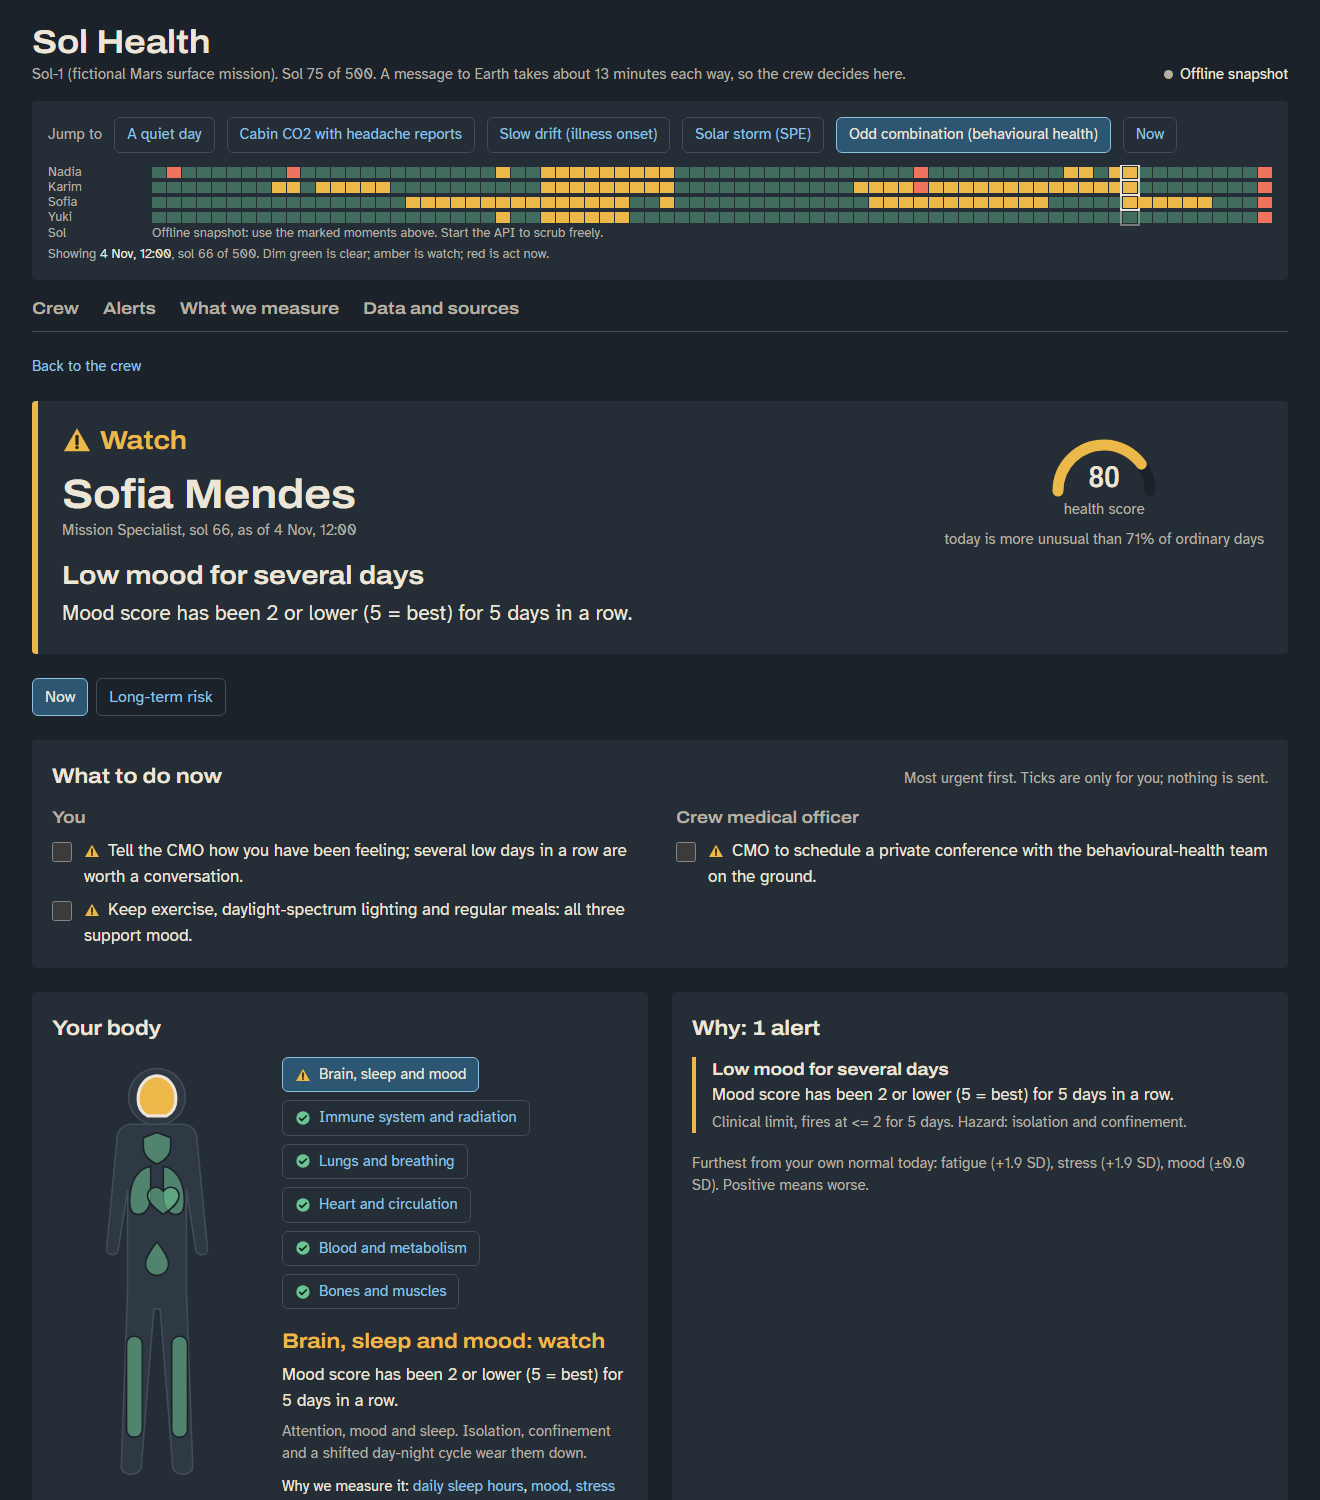 Sol Health
Sol-1 (fictional Mars surface mission). Sol 75 of 500. A message to Earth takes about 13 minutes each way, so the crew decides here.
Offline snapshot
Jump to
A quiet day
Cabin CO2 with headache reports
Slow drift (illness onset)
Solar storm (SPE)
Odd combination (behavioural health)
Now
Nadia
Karim
Sofia
Yuki
Sol
Offline snapshot: use the marked moments above. Start the API to scrub freely.
Showing 4 Nov, 12:00, sol 66 of 500. Dim green is clear; amber is watch; red is act now.
Crew
Alerts
What we measure
Data and sources
Back to the crew
Watch
Sofia Mendes
Mission Specialist, sol 66, as of 4 Nov, 12:00
Low mood for several days
Mood score has been 2 or lower (5 = best) for 5 days in a row.
80
health score
today is more unusual than 71% of ordinary days
Now
Long-term risk
What to do now
Most urgent first. Ticks are only for you; nothing is sent.
You
Tell the CMO how you have been feeling; several low days in a row are
worth a conversation.
Keep exercise, daylight-spectrum lighting and regular meals: all three
support mood.
Crew medical officer
CMO to schedule a private conference with the behavioural-health team
on the ground.
Your body
Brain, sleep and mood
Immune system and radiation
Lungs and breathing
Heart and circulation
Blood and metabolism
Bones and muscles
Brain, sleep and mood: watch
Mood score has been 2 or lower (5 = best) for
5 days in a row.
Attention, mood and sleep. Isolation, confinement
and a shifted day-night cycle wear them down.
Why we measure it: daily sleep hours, mood, stress
Why: 1 alert
Low mood for several days
Mood score has been 2 or lower (5 = best) for 5 days in a row.
Clinical limit, fires at <= 2 for 5 days. Hazard: isolation and confinement.
Furthest from your own normal today: fatigue (+1.9 SD), stress (+1.9 SD), mood (±0.0
SD). Positive means worse.